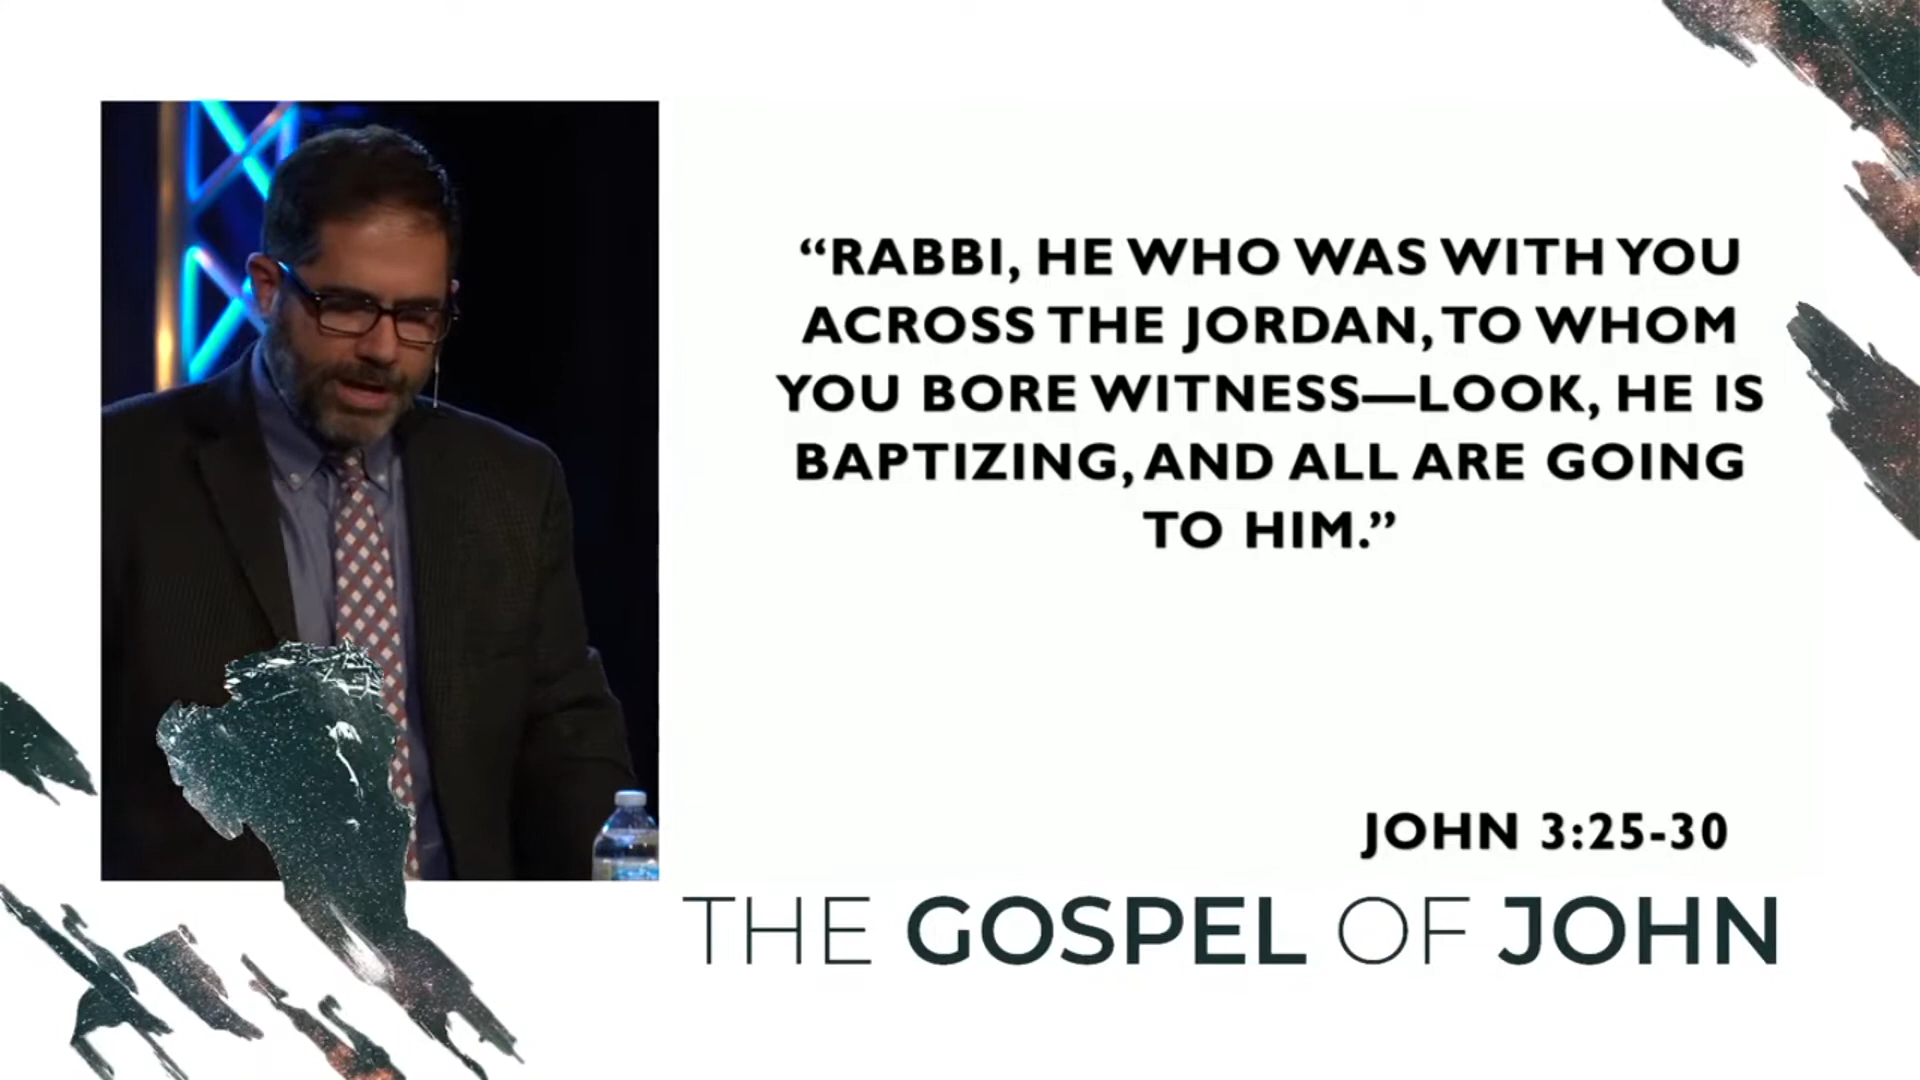 “RABBI, HE WHO WAS WITH YOU
ACROSS THE JORDAN, TO WHOM
YOU BORE WITNESS—LOOK, HE IS
BAPTIZING, AND ALL ARE GOING
TO HIM.”
JOHN 3:25-30
THE GOSPEL OF JOHN